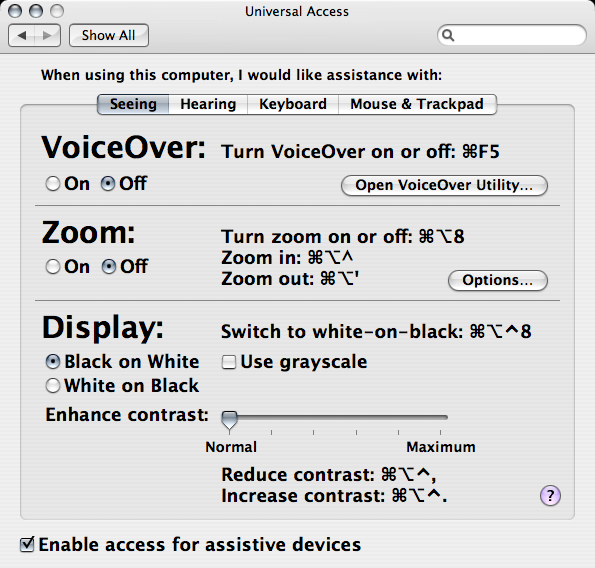 Universal Access
Show All
When using this computer, I would like assistance with:
Seeing Hearing Keyboard Mouse & Trackpad
VoiceOver: Turn VoiceOver on or off: ⌘F5
On Off Open VoiceOver Utility...
Zoom: Turn zoom on or off: ⌘⌥8
Zoom in: ⌘⌥^
On Off Zoom out: ⌘⌥' Options...
Display: Switch to white-on-black: ⌘⌥^8
Black on White Use grayscale
White on Black
Enhance contrast:
Normal Maximum
Reduce contrast: ⌘⌥^,
Increase contrast: ⌘⌥^.
?
Enable access for assistive devices